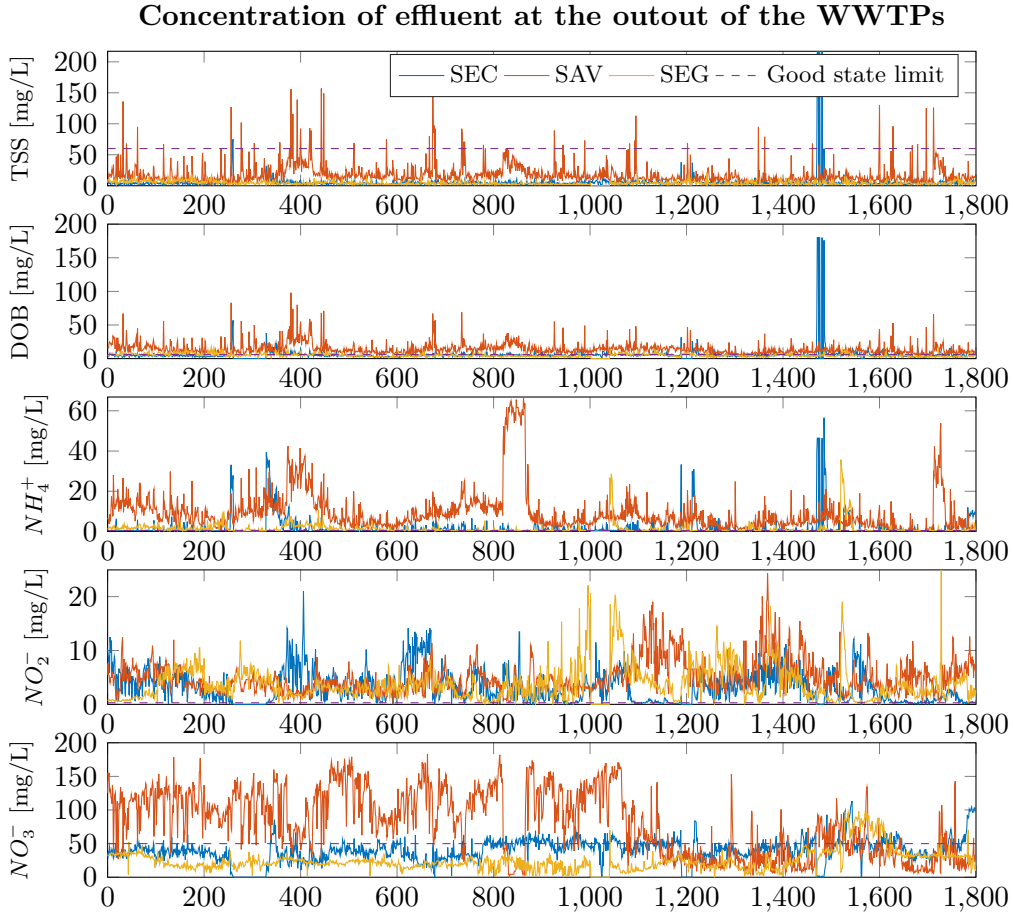 Concentration of effluent at the outout of the WWTPs
SEC SAV SEG Good state limit
TSS [mg/L]
200
150
100
50
0
0 200 400 600 800 1,000 1,200 1,400 1,600 1,800
DOB [mg/L]
200
150
100
50
0
0 200 400 600 800 1,000 1,200 1,400 1,600 1,800
NH₄⁺ [mg/L]
60
40
20
0
0 200 400 600 800 1,000 1,200 1,400 1,600 1,800
NO₂⁻ [mg/L]
20
10
0
0 200 400 600 800 1,000 1,200 1,400 1,600 1,800
NO₃⁻ [mg/L]
200
150
100
50
0
0 200 400 600 800 1,000 1,200 1,400 1,600 1,800